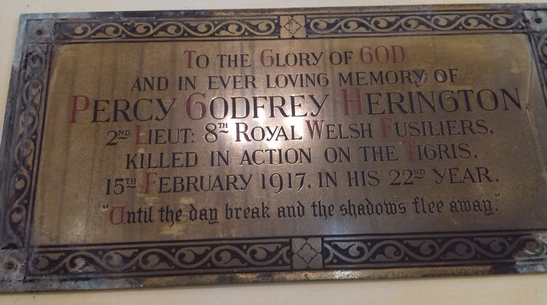 To the Glory of GOD
and in ever loving memory of
Percy Godfrey Herington
2ND Lieut: 8TH Royal Welsh Fusiliers,
killed in action on the Tigris,
15TH February 1917, in his 22ND year.
"Until the day break and the shadows flee away."